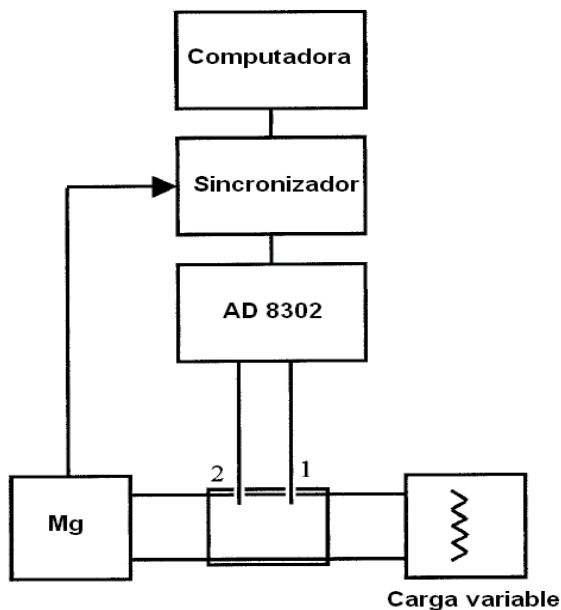 Computadora
Sincronizador
AD 8302
2 1
Mg
Carga variable